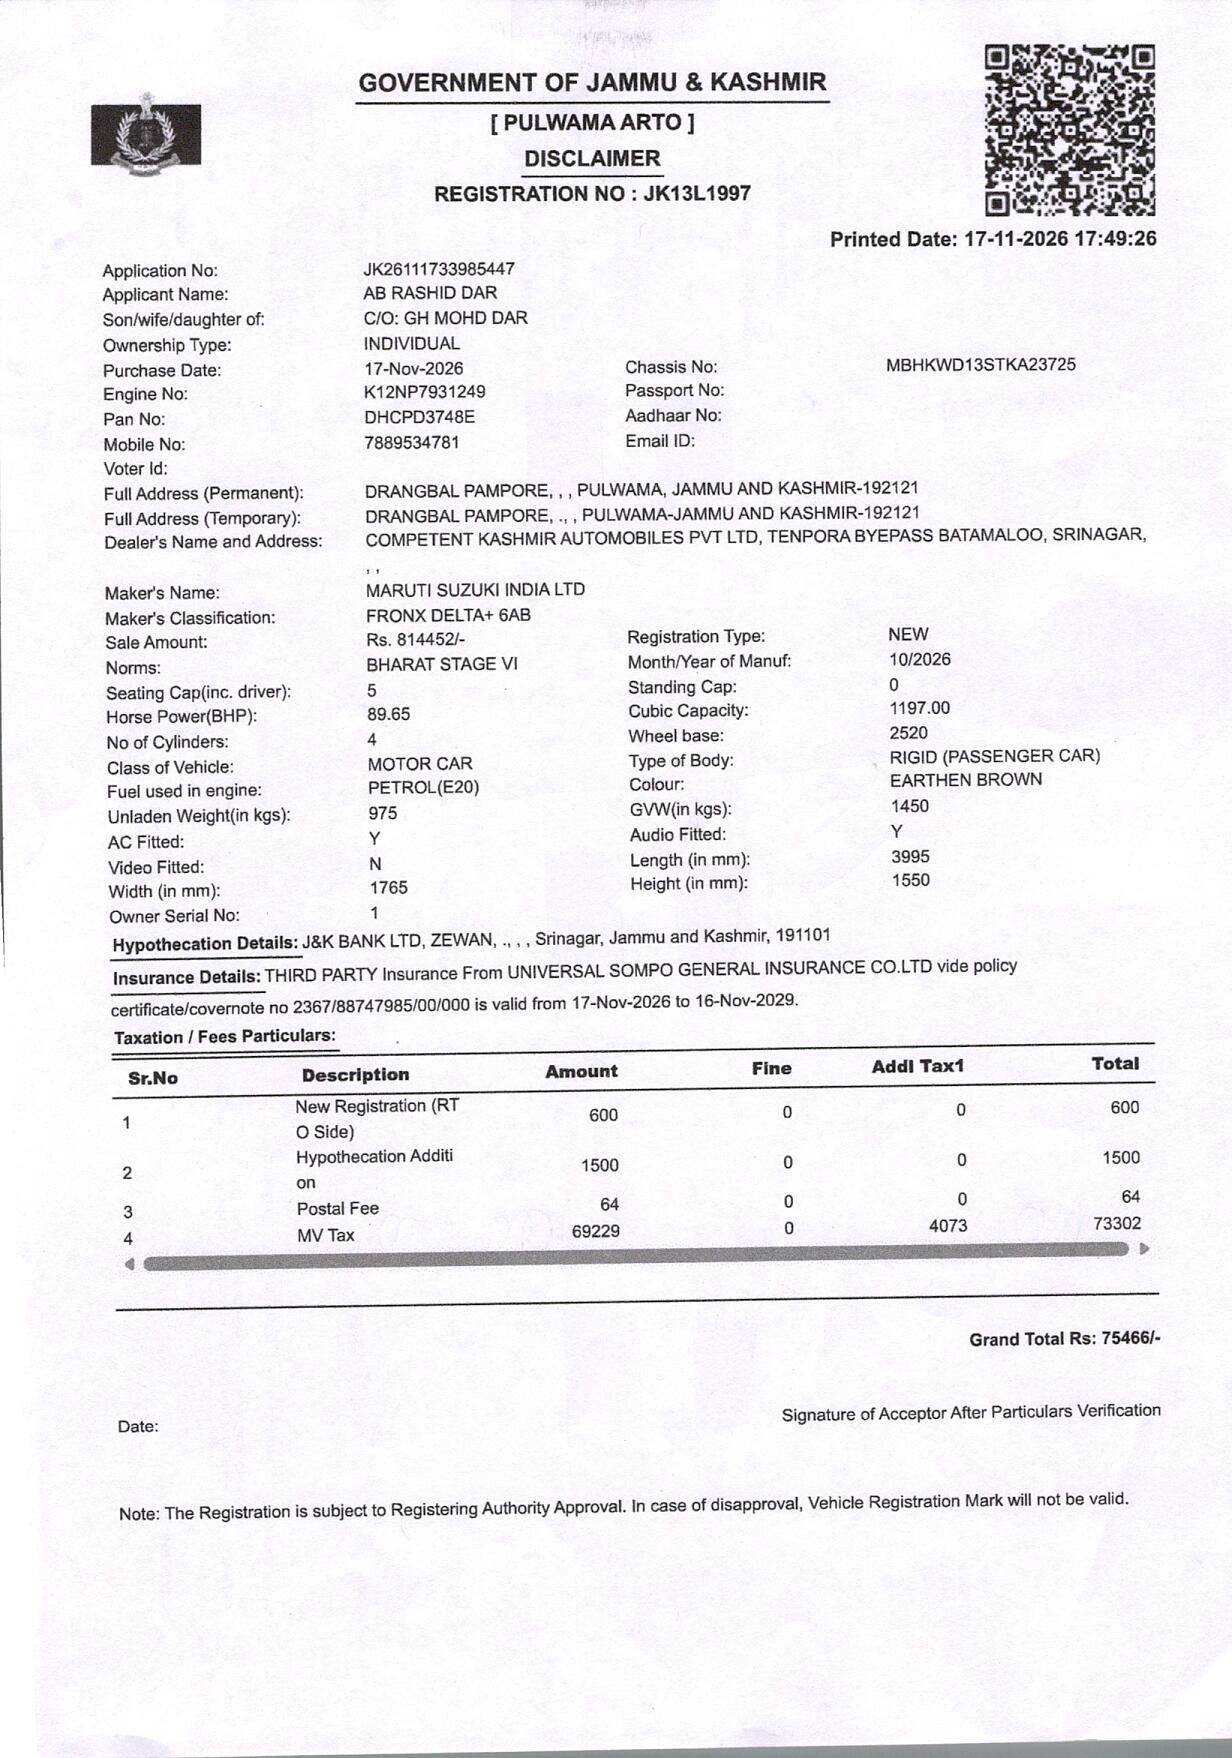 GOVERNMENT OF JAMMU & KASHMIR
[ PULWAMA ARTO ]
DISCLAIMER
REGISTRATION NO : JK13L1997
Printed Date: 17-11-2026 17:49:26
Application No: JK26111733985447
Applicant Name: AB RASHID DAR
Son/wife/daughter of: C/O: GH MOHD DAR
Ownership Type: INDIVIDUAL
Purchase Date: 17-Nov-2026 Chassis No: MBHKWD13STKA23725
Engine No: K12NP7931249 Passport No:
Pan No: DHCPD3748E Aadhaar No:
Mobile No: 7889534781 Email ID:
Voter Id:
Full Address (Permanent): DRANGBAL PAMPORE, , , PULWAMA, JAMMU AND KASHMIR-192121
Full Address (Temporary): DRANGBAL PAMPORE, ., , PULWAMA-JAMMU AND KASHMIR-192121
Dealer's Name and Address: COMPETENT KASHMIR AUTOMOBILES PVT LTD, TENPORA BYEPASS BATAMALOO, SRINAGAR,
, ,
Maker's Name: MARUTI SUZUKI INDIA LTD
Maker's Classification: FRONX DELTA+ 6AB
Sale Amount: Rs. 814452/- Registration Type: NEW
Norms: BHARAT STAGE VI Month/Year of Manuf: 10/2026
Seating Cap(inc. driver): 5 Standing Cap: 0
Horse Power(BHP): 89.65 Cubic Capacity: 1197.00
No of Cylinders: 4 Wheel base: 2520
Class of Vehicle: MOTOR CAR Type of Body: RIGID (PASSENGER CAR)
Fuel used in engine: PETROL(E20) Colour: EARTHEN BROWN
Unladen Weight(in kgs): 975 GVW(in kgs): 1450
AC Fitted: Y Audio Fitted: Y
Video Fitted: N Length (in mm): 3995
Width (in mm): 1765 Height (in mm): 1550
Owner Serial No: 1
Hypothecation Details: J&K BANK LTD, ZEWAN, ., , , Srinagar, Jammu and Kashmir, 191101
Insurance Details: THIRD PARTY Insurance From UNIVERSAL SOMPO GENERAL INSURANCE CO.LTD vide policy
certificate/covernote no 2367/88747985/00/000 is valid from 17-Nov-2026 to 16-Nov-2029.
Taxation / Fees Particulars:
Sr.No Description Amount Fine Addl Tax1 Total
1 New Registration (RT 600 0 0 600
O Side)
2 Hypothecation Additi 1500 0 0 1500
on
3 Postal Fee 64 0 0 64
4 MV Tax 69229 0 4073 73302
Grand Total Rs: 75466/-
Date: Signature of Acceptor After Particulars Verification
Note: The Registration is subject to Registering Authority Approval. In case of disapproval, Vehicle Registration Mark will not be valid.